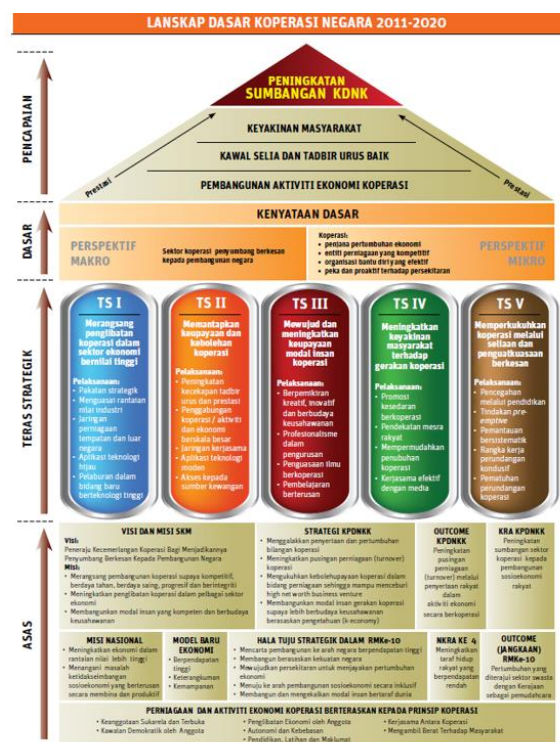 LANSKAP DASAR KOPERASI NEGARA 2011-2020
PENCAPAIAN
PENINGKATAN
SUMBANGAN KDNK
KEYAKINAN MASYARAKAT
KAWAL SELIA DAN TADBIR URUS BAIK
PEMBANGUNAN AKTIVITI EKONOMI KOPERASI
Prestasi
Prestasi
DASAR
KENYATAAN DASAR
PERSPEKTIF
MAKRO
Sektor koperasi penyumbang berkesan
kepada pembangunan negara
Koperasi:
• penjana pertumbuhan ekonomi
• entiti perniagaan yang kompetitif
• organisasi bantu diri yang efektif
• peka dan proaktif terhadap persekitaran
PERSPEKTIF
MIKRO
TERAS STRATEGIK
TS I
Merangsang
penglibatan
koperasi dalam
sektor ekonomi
bernilai tinggi
Pelaksanaan:
• Pakatan strategik
• Menguasai rantaian
nilai industri
• Jaringan
perniagaan
tempatan dan luar
negara
• Aplikasi teknologi
hijau
• Pelaburan dalam
bidang baru
berteknologi tinggi
TS II
Memantapkan
keupayaan dan
kebolehan
koperasi
Pelaksanaan:
• Peningkatan
kecekapan tadbir
urus dan prestasi
• Penggabungan
koperasi / aktiviti
dan ekonomi
berskala besar
• Jaringan kerjasama
• Aplikasi teknologi
moden
• Akses kepada
sumber kewangan
TS III
Mewujud dan
meningkatkan
keupayaan
modal insan
koperasi
Pelaksanaan:
• Berpemikiran
kreatif, inovatif
dan berbudaya
keusahawanan
• Profesionalisme
dalam
pengurusan
• Penguasaan ilmu
berkoperasi
• Pembelajaran
berterusan
TS IV
Meningkatkan
keyakinan
masyarakat
terhadap
gerakan koperasi
Pelaksanaan:
• Promosi
kesedaran
berkoperasi
• Pendekatan mesra
rakyat
• Mempermudahkan
penubuhan
koperasi
• Kerjasama efektif
dengan media
TS V
Memperkukuhkan
koperasi melalui
seliaan dan
penguatkuasaan
berkesan
Pelaksanaan:
• Pencegahan
melalui pendidikan
• Tindakan pre-
emptive
• Pemantauan
bersistematik
• Rangka kerja
perundangan
kondusif
• Pematuhan
perundangan
koperasi
ASAS
VISI DAN MISI SKM
Visi:
Peneraju Kecemerlangan Koperasi Bagi Menjadikannya
Penyumbang Berkesan Kepada Pembangunan Negara
Misi:
• Merangsang pembangunan koperasi supaya kompetitif,
berdaya tahan, berdaya saing, progresif dan berintegriti
• Meningkatkan penglibatan koperasi dalam pelbagai sektor
ekonomi
• Membangunkan modal insan yang kompeten dan berbudaya
keusahawanan
STRATEGI KPDNKK
• Menggalakkan penyertaan dan pertumbuhan
bilangan koperasi
• Meningkatkan pusingan perniagaan (turnover)
koperasi
• Mengukuhkan kebolehupayaan koperasi dalam
bidang perniagaan sehingga mampu menceburi
high networth business venture
• Membangunkan modal insan gerakan koperasi
supaya lebih berbudaya keusahawanan
berasaskan pengetahuan (k-economy)
OUTCOME
KPDNKK
Peningkatan
pusingan
perniagaan
(turnover) melalui
penyertaan rakyat
dalam
aktiviti ekonomi
secara berkoperasi
KRA KPDNKK
Peningkatan
sumbangan sektor
koperasi kepada
pembangunan
sosioekonomi
rakyat
MISI NASIONAL
• Meningkatkan ekonomi dalam
rantaian nilai lebih tinggi
• Menangani masalah
ketidakseimbangan
sosioekonomi yang berterusan
secara membina dan produktif
MODEL BARU
EKONOMI
• Berpendapatan
tinggi
• Keterangkuman
• Kemampanan
HALA TUJU STRATEGIK DALAM RMKe-10
• Mencarta pembangunan ke arah negara berpendapatan tinggi
• Membangun berasaskan kekuatan negara
• Mewujudkan persekitaran untuk menjayakan pertumbuhan
ekonomi
• Menuju ke arah pembangunan sosioekonomi secara inklusif
• Membangun dan mengekalkan modal insan bertaraf dunia
NKRA KE 4
Meningkatkan
taraf hidup
rakyat yang
berpendapatan
rendah
OUTCOME
(JANGKAAN)
RMKe-10
Pertumbuhan yang
diterajui sektor swasta
dengan Kerajaan
sebagai pemudahcara
PERNIAGAAN DAN AKTIVITI EKONOMI KOPERASI BERTERASKAN KEPADA PRINSIP KOPERASI
• Keanggotaan Sukarela dan Terbuka
• Kawalan Demokratik oleh Anggota
• Penglibatan Ekonomi oleh Anggota
• Autonomi dan Kebebasan
• Pendidikan, Latihan dan Maklumat
• Kerjasama Antara Koperasi
• Mengambil Berat Terhadap Masyarakat